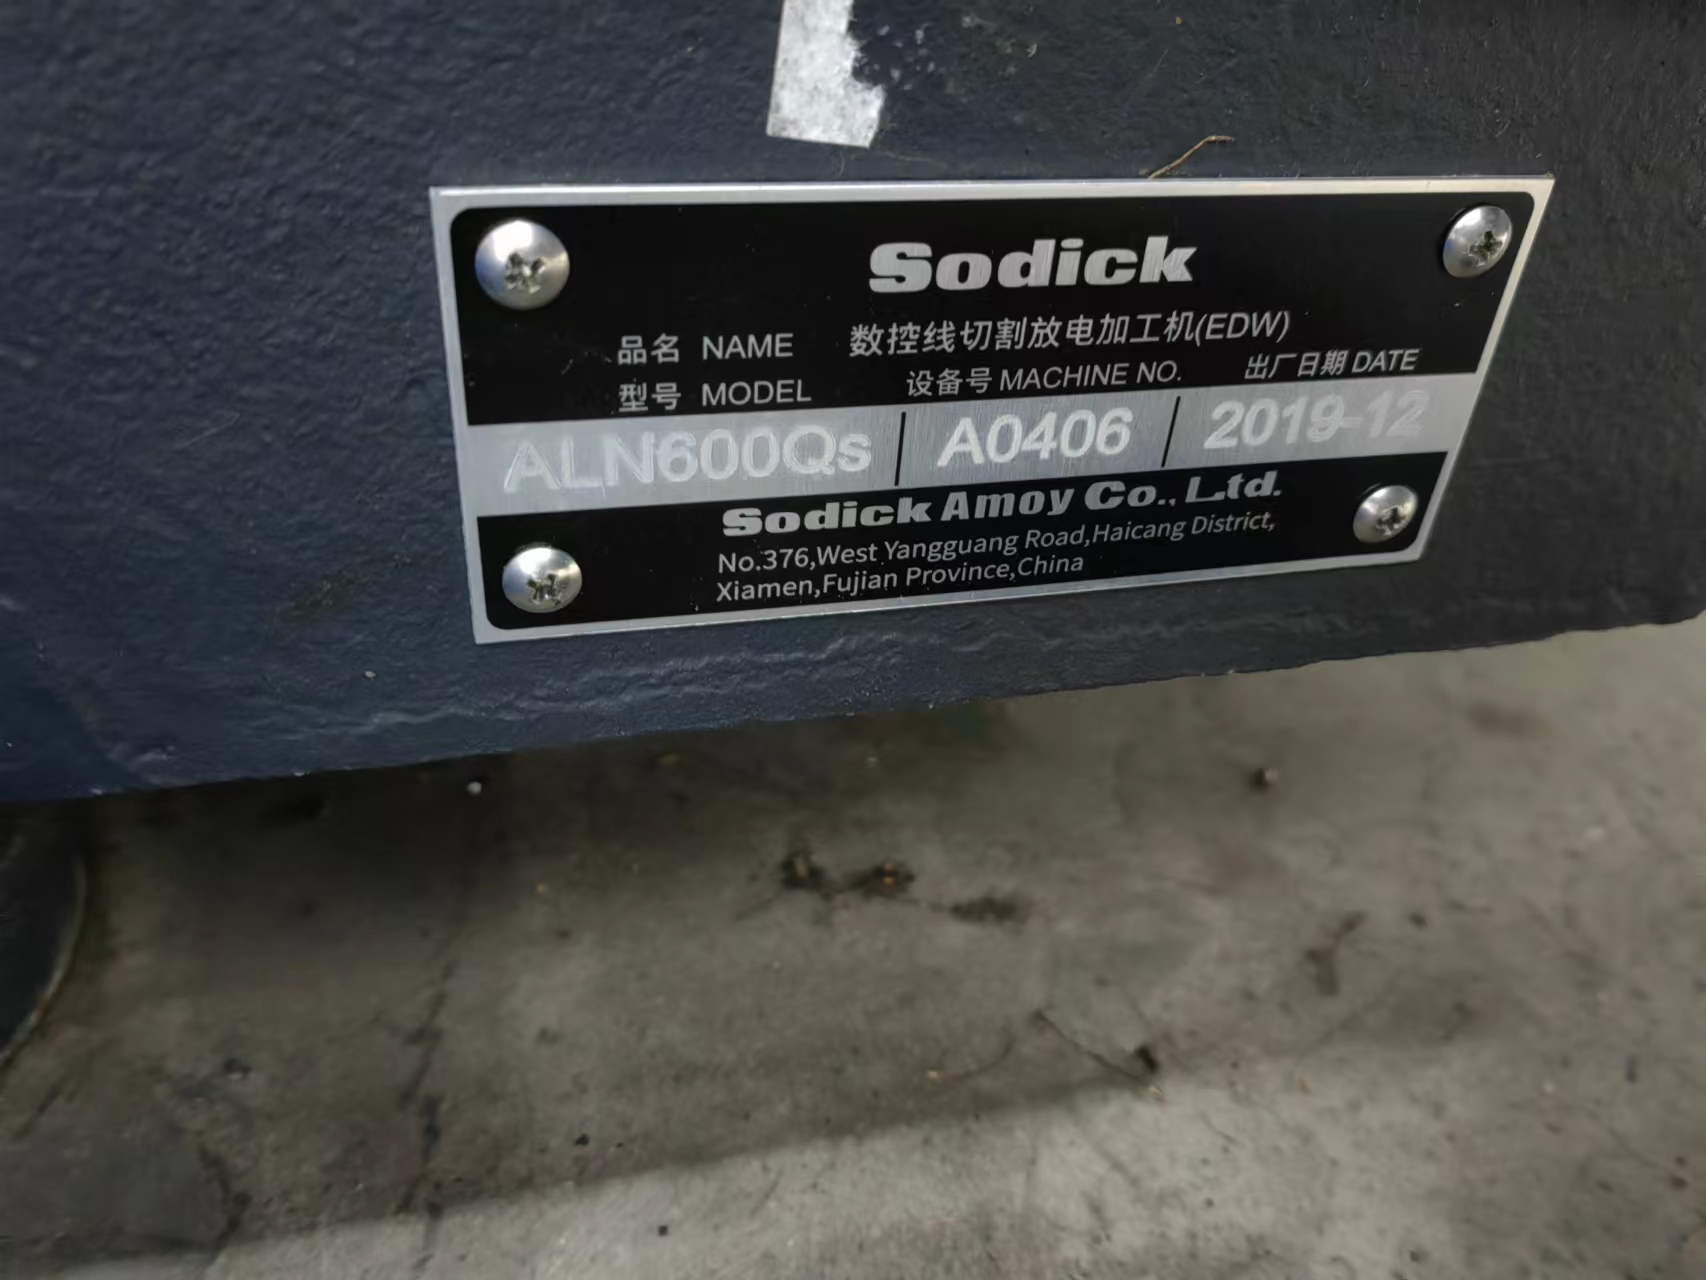 Sodick
品名 NAME 数控线切割放电加工机(EDW)
型号 MODEL 设备号 MACHINE NO. 出厂日期 DATE
ALN600Qs A0406 2019-12
Sodick Amoy Co., Ltd.
No.376,West Yangguang Road,Haicang District,
Xiamen,Fujian Province,China